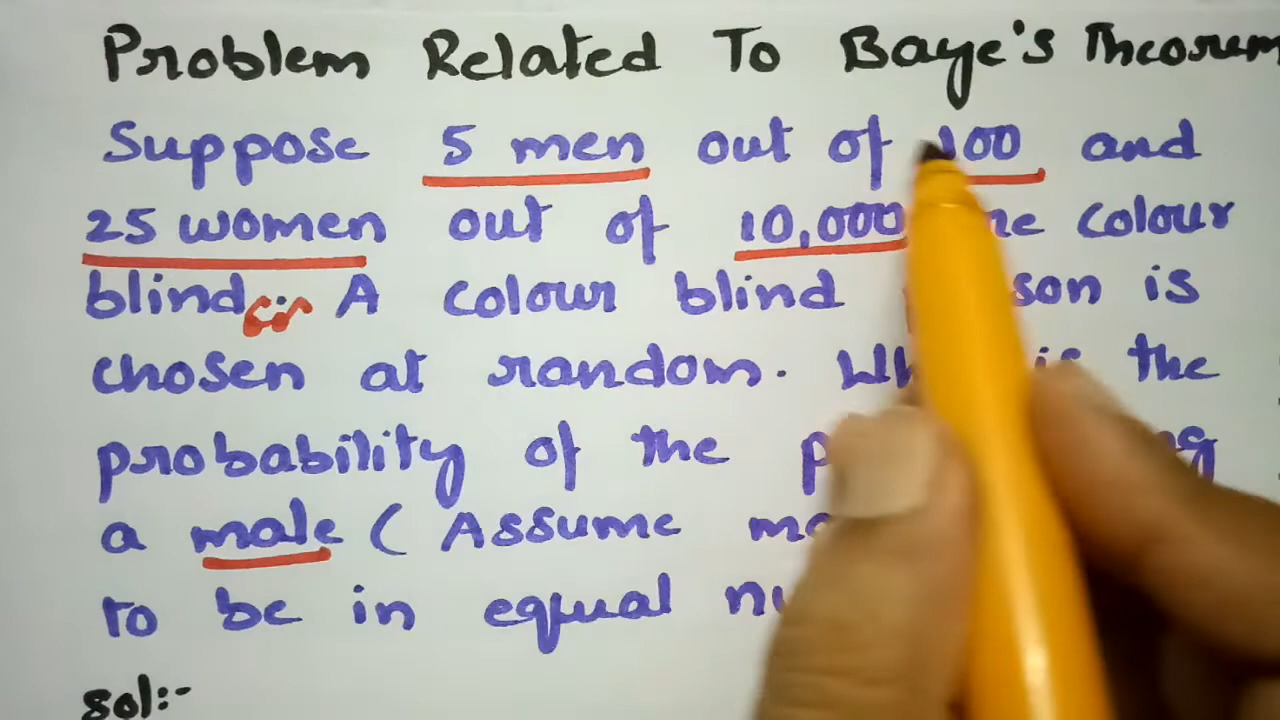 Problem Related To Baye's Theorem
Suppose 5 men out of 100 and
25 women out of 10,000 colour
blind. A colour blind is
chosen at random. the
probability of the
a male (Assume
to be in equal
sol:-